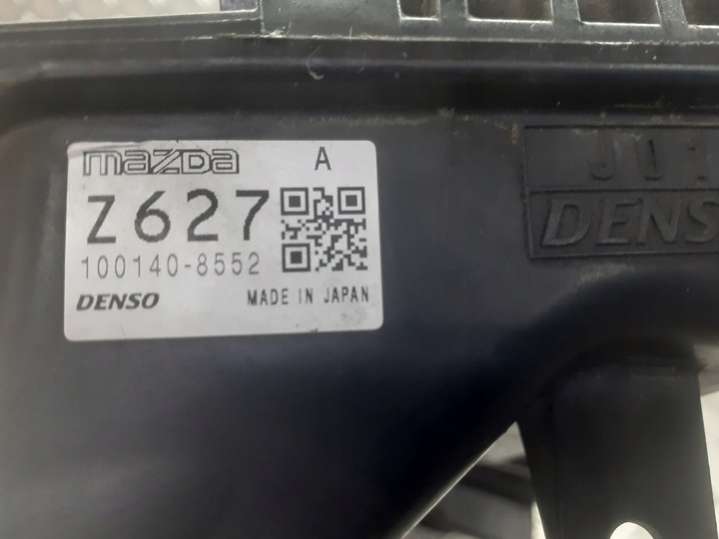 mazda A
Z627
100140-8552
DENSO MADE IN JAPAN
DENS